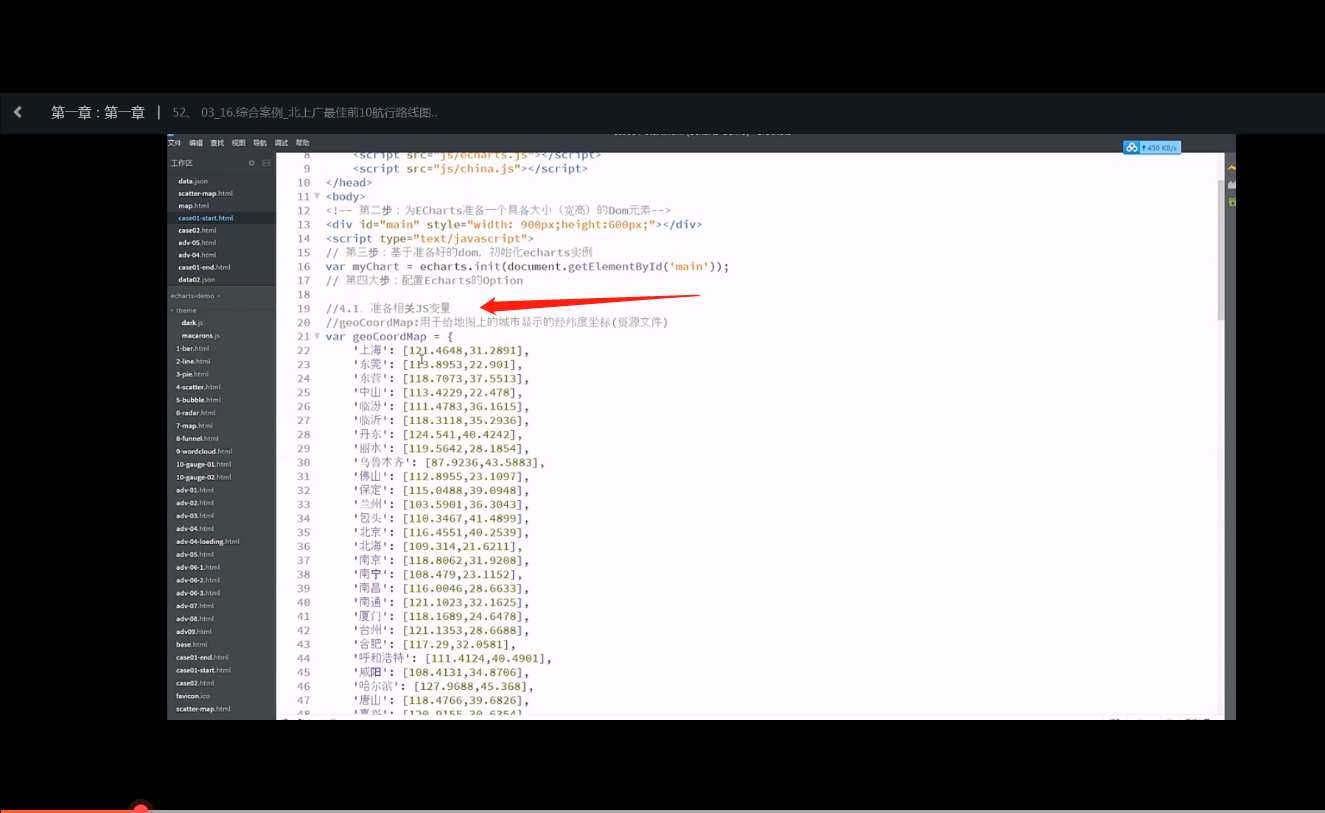 第一章：第一章 | 52、 03_16.综合案例_北上广最佳前10航行路线图..
文件 编辑 查找 视图 导航 调试 帮助
450 KB/s
工作区
data.json
scatter-map.html
map.html
case01-start.html
case02.html
adv-05.html
adv-04.html
case01-end.html
data02.json
echarts-demo
theme
dark.js
macarons.js
1-bar.html
2-line.html
3-pie.html
4-scatter.html
5-bubble.html
6-radar.html
7-map.html
8-funnel.html
9-wordcloud.html
10-gauge-01.html
10-gauge-02.html
adv-01.html
adv-02.html
adv-03.html
adv-04.html
adv-04-loading.html
adv-05.html
adv-06-1.html
adv-06-2.html
adv-06-3.html
adv-07.html
adv-08.html
adv09.html
base.html
case01-end.html
case01-start.html
case02.html
favicon.ico
scatter-map.html
8 <script src="js/echarts.js"></script>
9 <script src="js/china.js"></script>
10 </head>
11 <body>
12 <!-- 第二步：为ECharts准备一个具备大小（宽高）的Dom元素-->
13 <div id="main" style="width: 900px;height:600px;"></div>
14 <script type="text/javascript">
15 // 第三步：基于准备好的dom，初始化echarts实例
16 var myChart = echarts.init(document.getElementById('main'));
17 // 第四大步：配置Echarts的Option
18
19 //4.1、准备相关JS变量
20 //geoCoordMap:用于给地图上的城市显示的经纬度坐标(资源文件)
21 var geoCoordMap = {
22 '上海': [121.4648,31.2891],
23 '东莞': [113.8953,22.901],
24 '东营': [118.7073,37.5513],
25 '中山': [113.4229,22.478],
26 '临汾': [111.4783,36.1615],
27 '临沂': [118.3118,35.2936],
28 '丹东': [124.541,40.4242],
29 '丽水': [119.5642,28.1854],
30 '乌鲁木齐': [87.9236,43.5883],
31 '佛山': [112.8955,23.1097],
32 '保定': [115.0488,39.0948],
33 '兰州': [103.5901,36.3043],
34 '包头': [110.3467,41.4899],
35 '北京': [116.4551,40.2539],
36 '北海': [109.314,21.6211],
37 '南京': [118.8062,31.9208],
38 '南宁': [108.479,23.1152],
39 '南昌': [116.0046,28.6633],
40 '南通': [121.1023,32.1625],
41 '厦门': [118.1689,24.6478],
42 '台州': [121.1353,28.6688],
43 '合肥': [117.29,32.0581],
44 '呼和浩特': [111.4124,40.4901],
45 '咸阳': [108.4131,34.8706],
46 '哈尔滨': [127.9688,45.368],
47 '唐山': [118.4766,39.6826],
48 '嘉兴': [120.9155,30.6354],